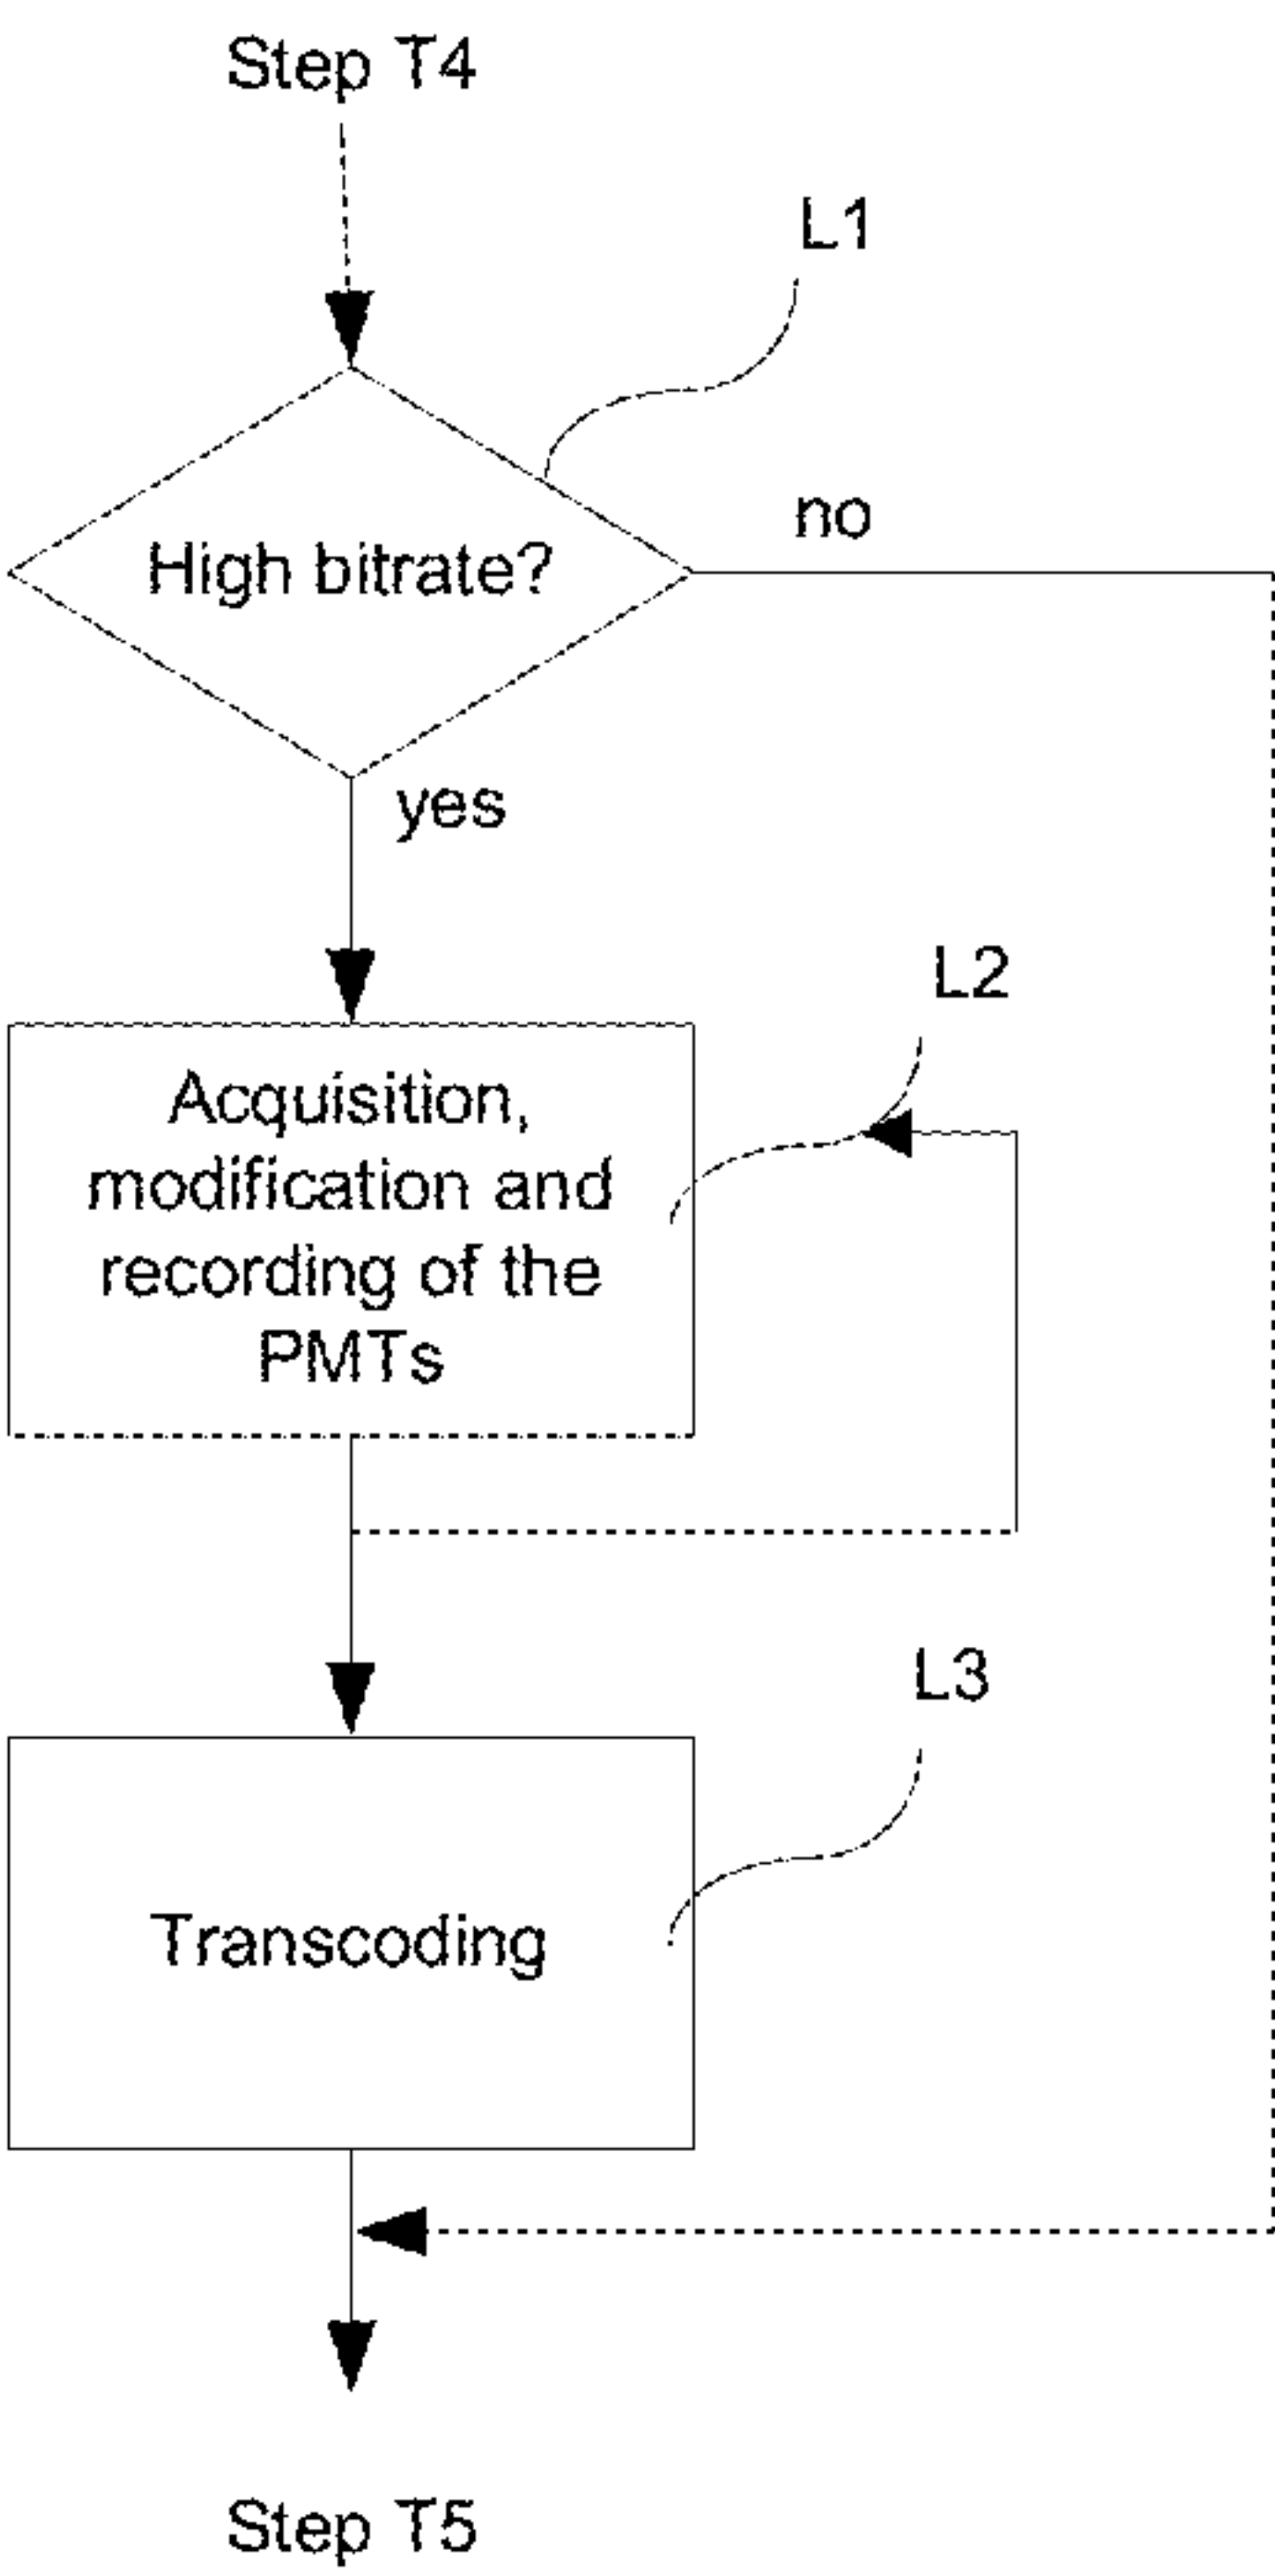 Step T4
L1
no
High bitrate?
yes
L2
Acquisition,
modification and
recording of the
PMTs
L3
Transcoding
Step T5